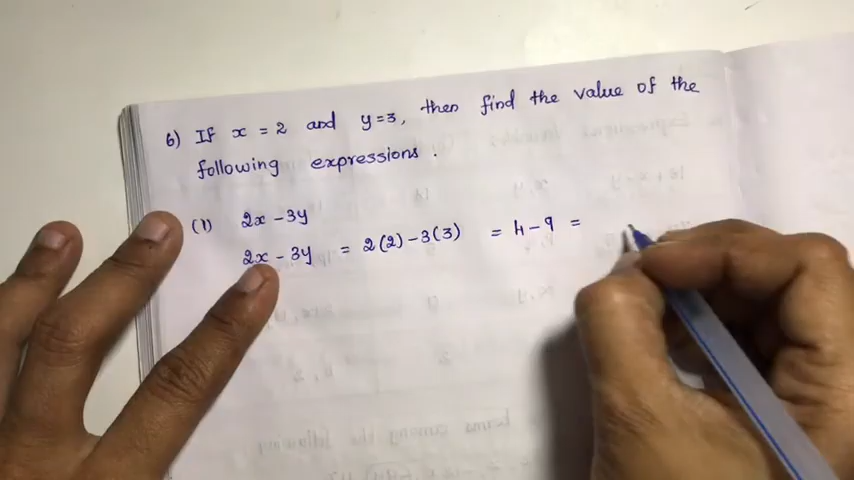 6) If x = 2 and y=3, then find the value of the
following expressions.
(1) 2x - 3y
2x - 3y = 2(2) - 3(3) = 4 - 9 =